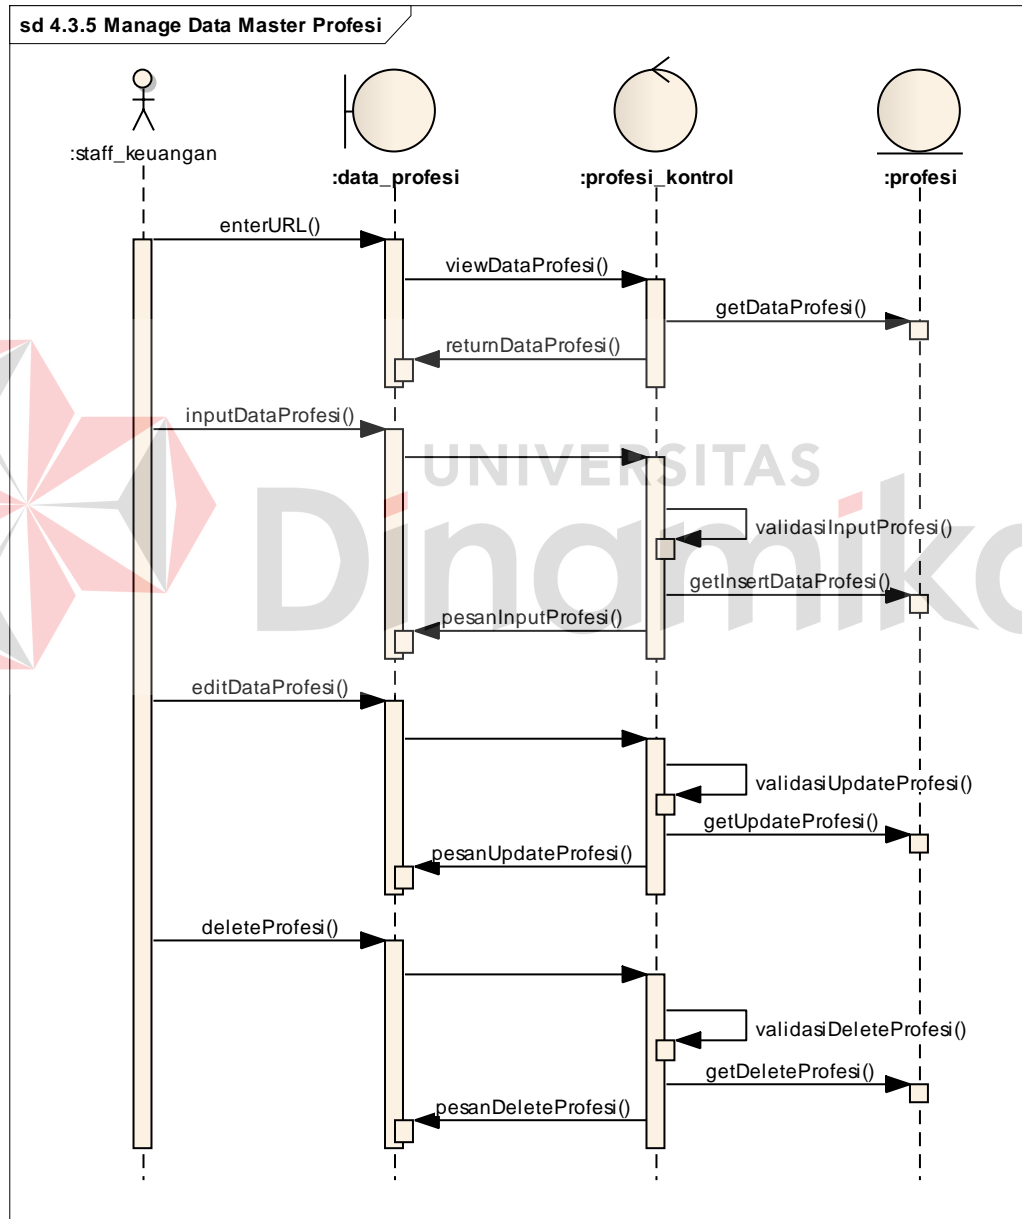 sd 4.3.5 Manage Data Master Profesi
:staff_keuangan
:data_profesi
:profesi_kontrol
:profesi
enterURL()
viewDataProfesi()
getDataProfesi()
returnDataProfesi()
inputDataProfesi()
UNIVERSITAS
Dinamika
validasiInputProfesi()
getInsertDataProfesi()
pesanInputProfesi()
editDataProfesi()
validasiUpdateProfesi()
getUpdateProfesi()
pesanUpdateProfesi()
deleteProfesi()
validasiDeleteProfesi()
getDeleteProfesi()
pesanDeleteProfesi()